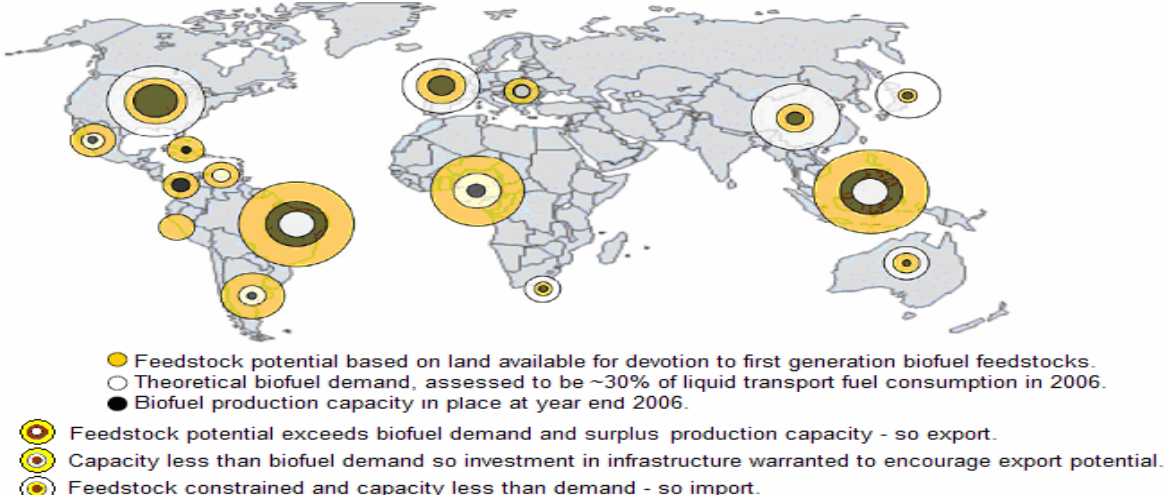 Feedstock potential based on land available for devotion to first generation biofuel feedstocks.
Theoretical biofuel demand, assessed to be ~30% of liquid transport fuel consumption in 2006.
Biofuel production capacity in place at year end 2006.
Feedstock potential exceeds biofuel demand and surplus production capacity - so export.
Capacity less than biofuel demand so investment in infrastructure warranted to encourage export potential.
Feedstock constrained and capacity less than demand - so import.